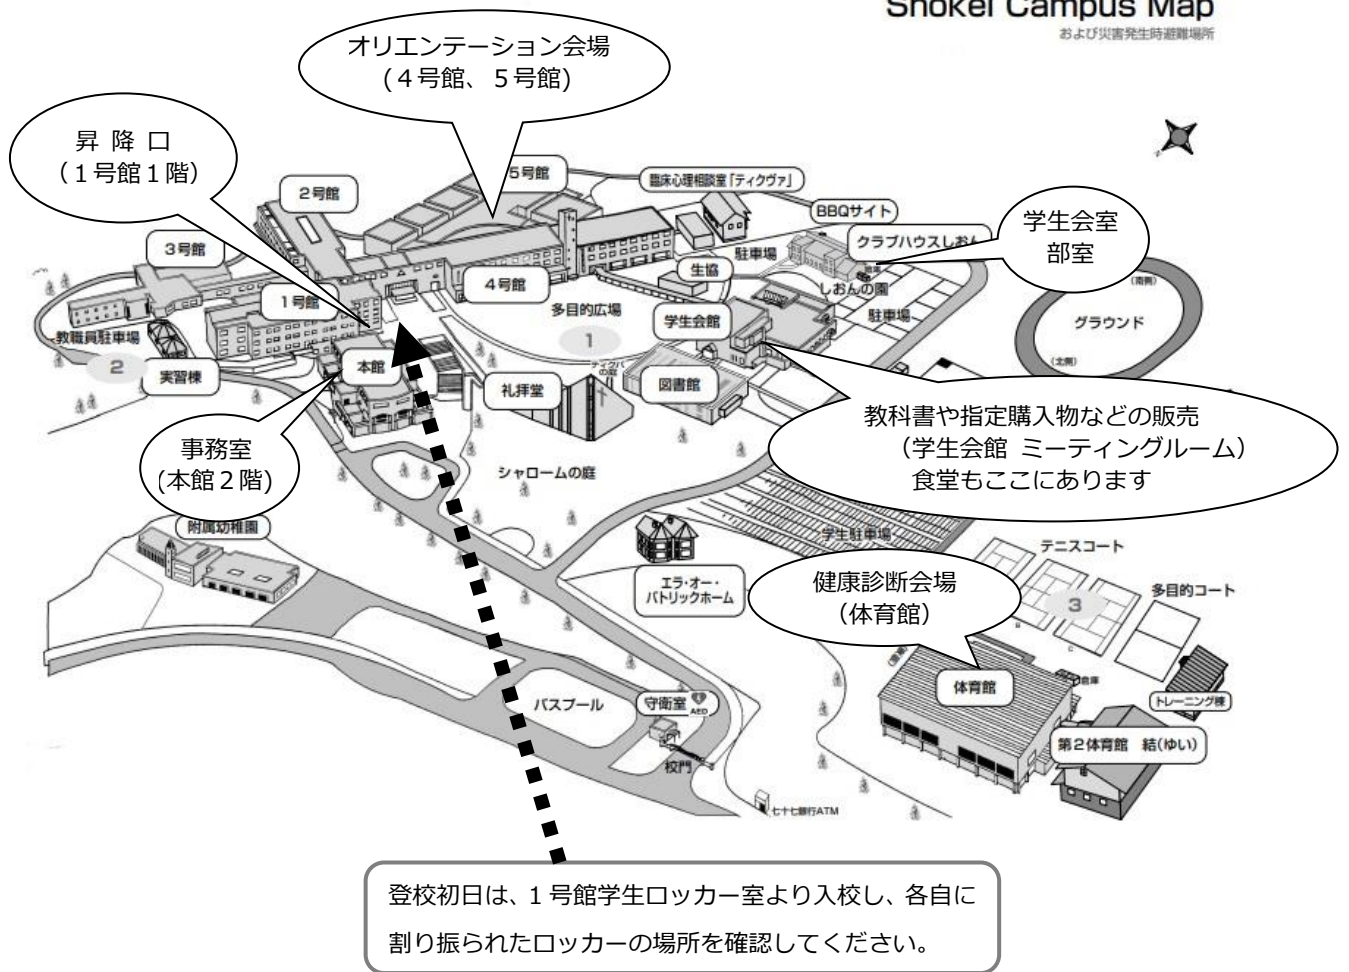 Shokei Campus Map
および災害発生時避難場所
オリエンテーション会場
(４号館、５号館)
昇 降 口
(１号館１階)
5号館
臨床心理相談室「ティクヴァ」
2号館
BBQサイト
学生会室
部室
クラブハウスしおん
3号館
駐車場
生協
倉庫
しおんの園
4号館
1号館
多目的広場
学生会館
駐車場
(南側)
グラウンド
(北側)
教職員駐車場
1
2
実習棟
本館
礼拝堂
ティクバの庭
図書館
教科書や指定購入物などの販売
(学生会館 ミーティングルーム)
食堂もここにあります
事務室
(本館２階)
シャロームの庭
附属幼稚園
学生駐車場
テニスコート
エラ・オー・
パトリックホーム
健康診断会場
(体育館)
多目的コート
3
B
C
体育館
倉庫
トレーニング棟
バスプール
守衛室
AED
第2体育館 結(ゆい)
校門
七十七銀行ATM
登校初日は、1 号館学生ロッカー室より入校し、各自に
割り振られたロッカーの場所を確認してください。